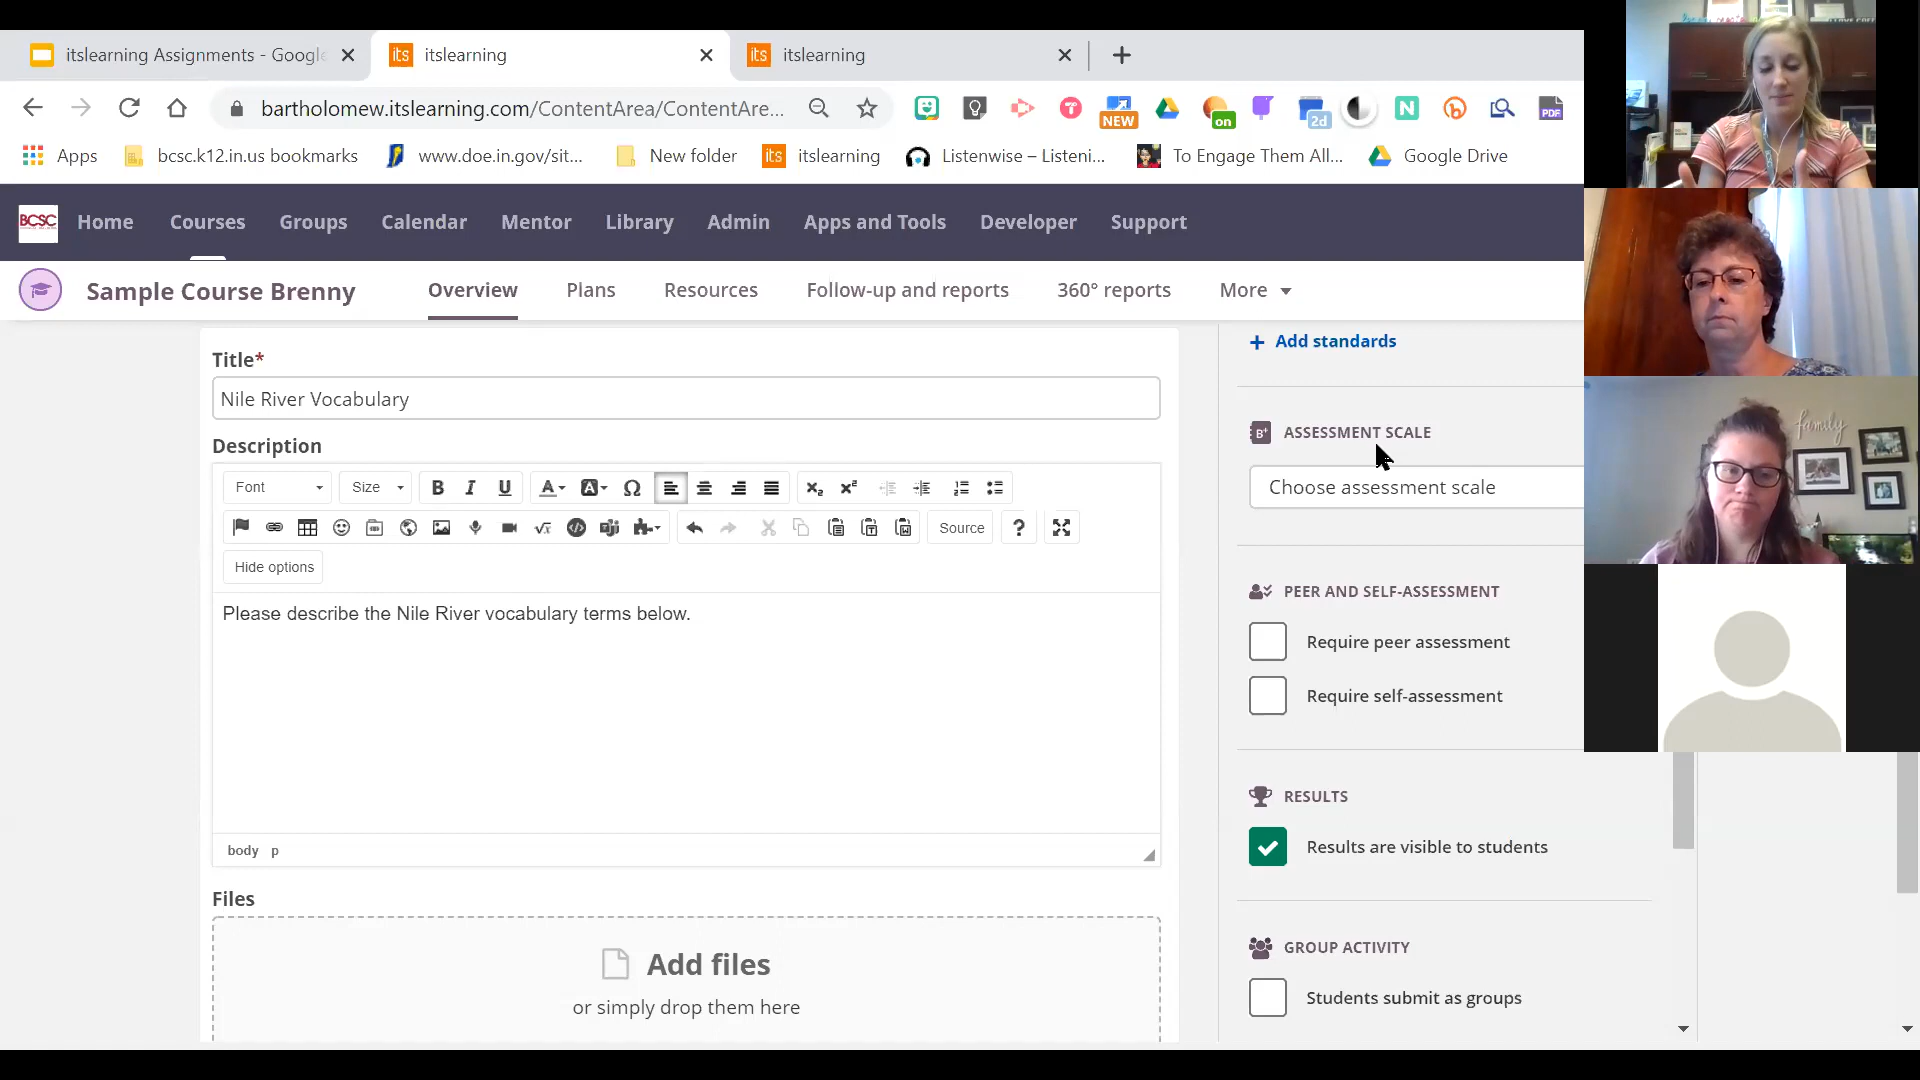 itslearning Assignments - Google
itslearning
itslearning
bartholomew.itslearning.com/ContentArea/ContentAre...
NEW
on
2d
N
PDF
Apps
bcsc.k12.in.us bookmarks
www.doe.in.gov/sit...
New folder
its
itslearning
Listenwise – Listeni...
To Engage Them All...
Google Drive
BCSC
Home
Courses
Groups
Calendar
Mentor
Library
Admin
Apps and Tools
Developer
Support
Sample Course Brenny
Overview
Plans
Resources
Follow-up and reports
360° reports
More
Title*
Nile River Vocabulary
Description
Font
Size
B
I
U
Source
?
Hide options
Please describe the Nile River vocabulary terms below.
body p
Files
Add files
or simply drop them here
+ Add standards
ASSESSMENT SCALE
Choose assessment scale
PEER AND SELF-ASSESSMENT
Require peer assessment
Require self-assessment
RESULTS
Results are visible to students
GROUP ACTIVITY
Students submit as groups
family